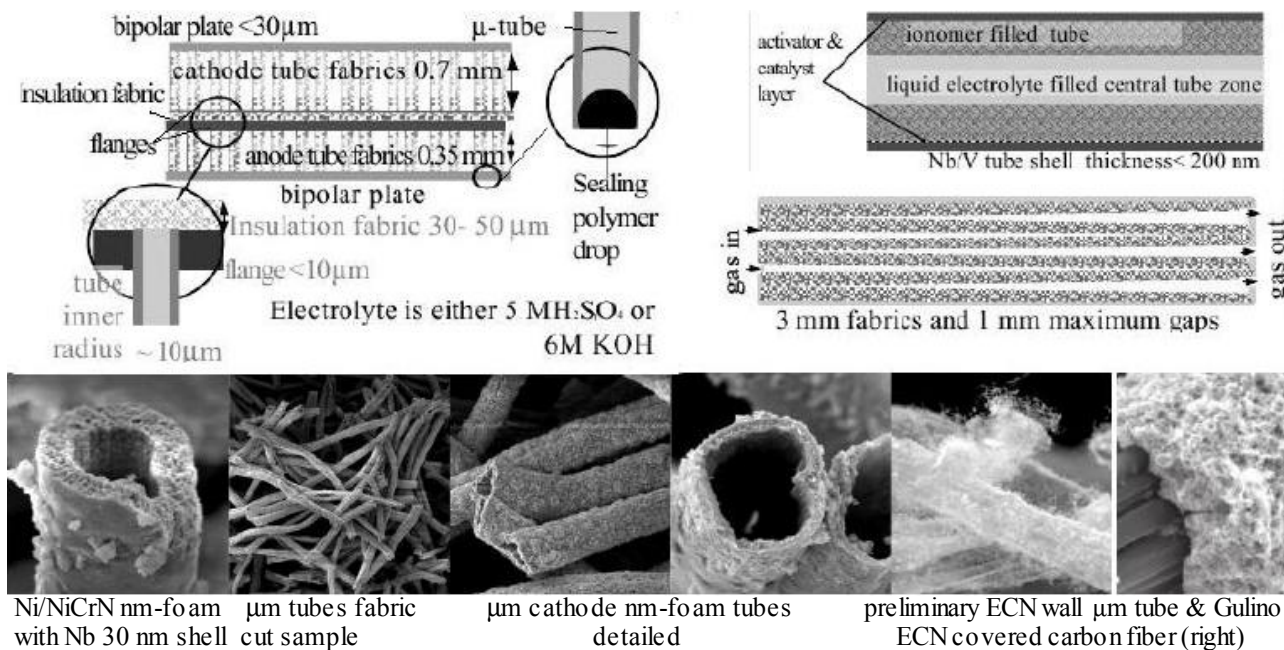 bipolar plate <30μm
μ-tube
cathode tube fabrics 0.7 mm
insulation fabric
flanges
anode tube fabrics 0.35 mm
bipolar plate
Sealing
polymer
drop
Insulation fabric 30- 50 μm
flange<10μm
tube
inner
radius ~10μm
Electrolyte is either 5 MH₂SO₄ or
6M KOH
activator &
catalyst
layer
ionomer filled tube
liquid electrolyte filled central tube zone
Nb/V tube shell thickness< 200 nm
gas in
gas out
3 mm fabrics and 1 mm maximum gaps
Ni/NiCrN nm-foam
with Nb 30 nm shell
μm tubes fabric
cut sample
μm cathode nm-foam tubes
detailed
preliminary ECN wall μm tube & Gulino
ECN covered carbon fiber (right)